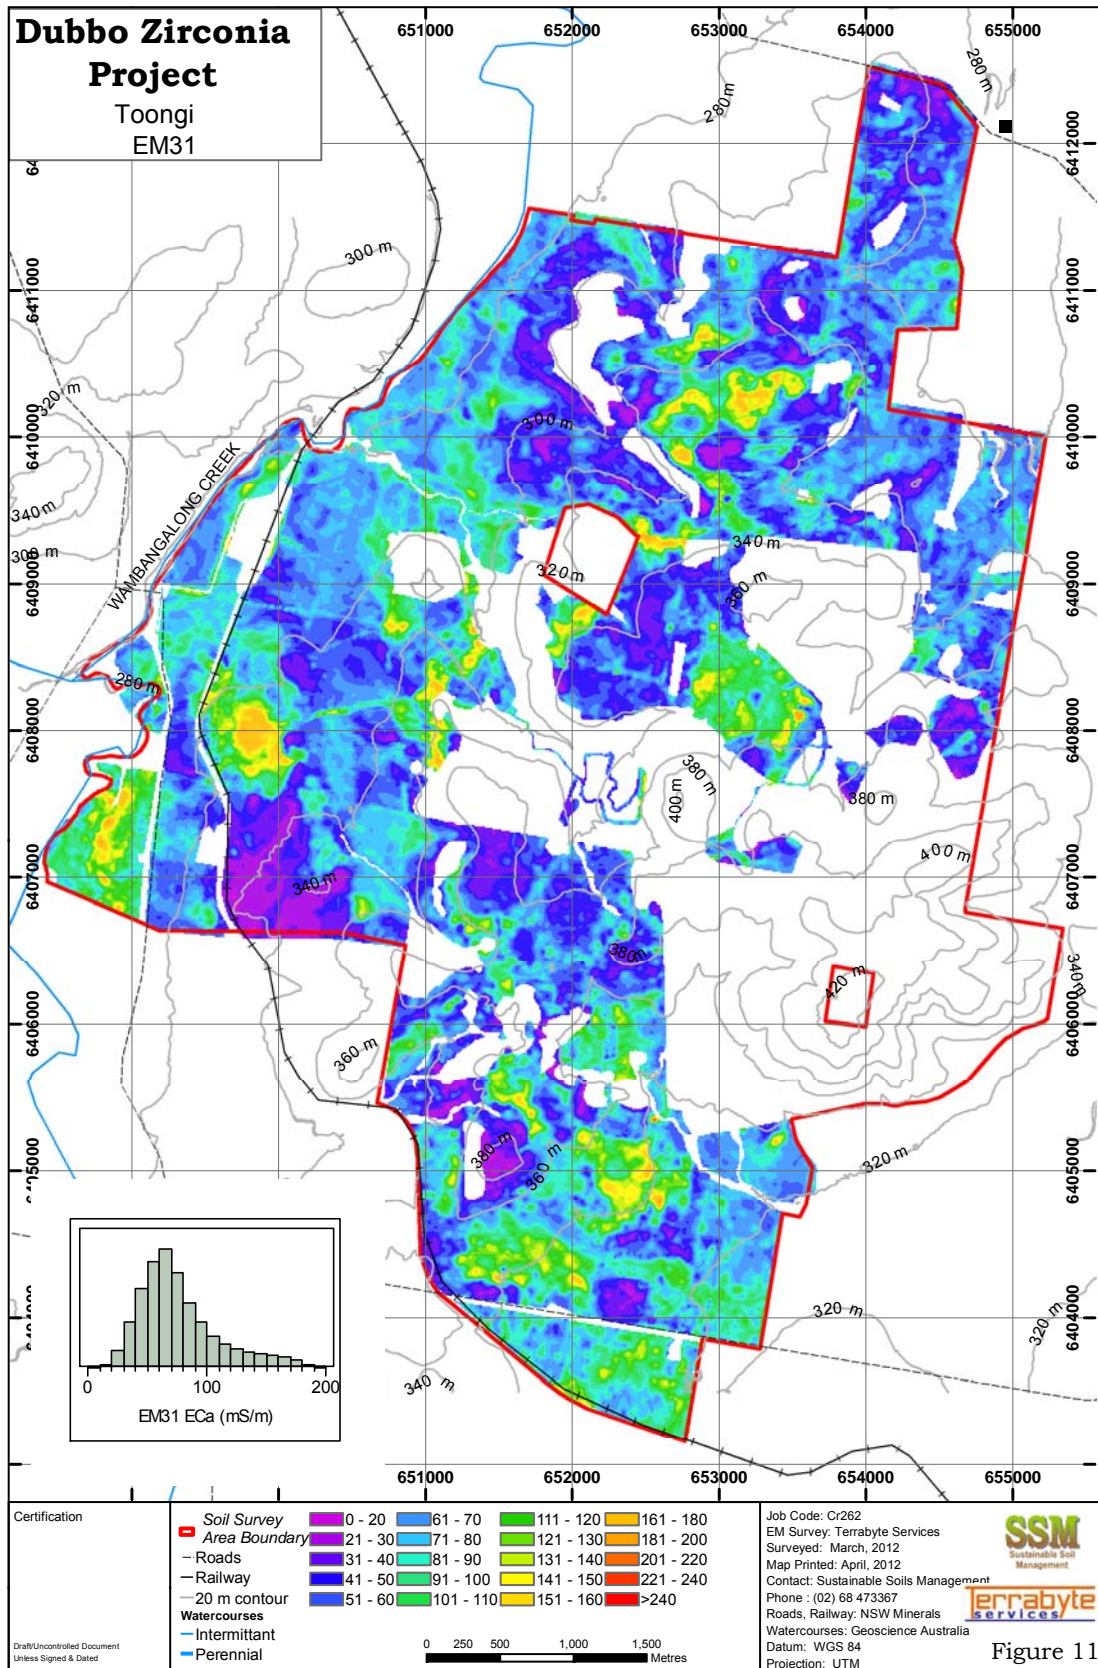 Dubbo Zirconia
Project
Toongi
EM31
651000 652000 653000 654000 655000
280 m
280 m
6412000
300 m
6411000
6411000
320 m
6410000
6410000
300 m
WAMBANGALONG CREEK
340 m
300 m
6409000
6409000
340 m
320 m
360 m
280 m
6408000
6408000
380 m
400 m
380 m
400 m
6407000
6407000
340 m
380m
420 m
340 m
6406000
6406000
360 m
380 m
360 m
320 m
6405000
320 m
320 m
6404000
340 m
0 100 200
EM31 ECa (mS/m)
651000 652000 653000 654000 655000
Certification
Draft/Uncontrolled Document
Unless Signed & Dated
Soil Survey
Area Boundary
Roads
Railway
20 m contour
Watercourses
Intermittant
Perennial
0 - 20 61 - 70 111 - 120 161 - 180
21 - 30 71 - 80 121 - 130 181 - 200
31 - 40 81 - 90 131 - 140 201 - 220
41 - 50 91 - 100 141 - 150 221 - 240
51 - 60 101 - 110 151 - 160 >240
0 250 500 1,000 1,500
Metres
Job Code: Cr262
EM Survey: Terrabyte Services
Surveyed: March, 2012
Map Printed: April, 2012
Contact: Sustainable Soils Management
Phone : (02) 68 473367
Roads, Railway: NSW Minerals
Watercourses: Geoscience Australia
Datum: WGS 84
Projection: UTM
SSM
Sustainable Soil
Management
Terrabyte
services
Figure 11